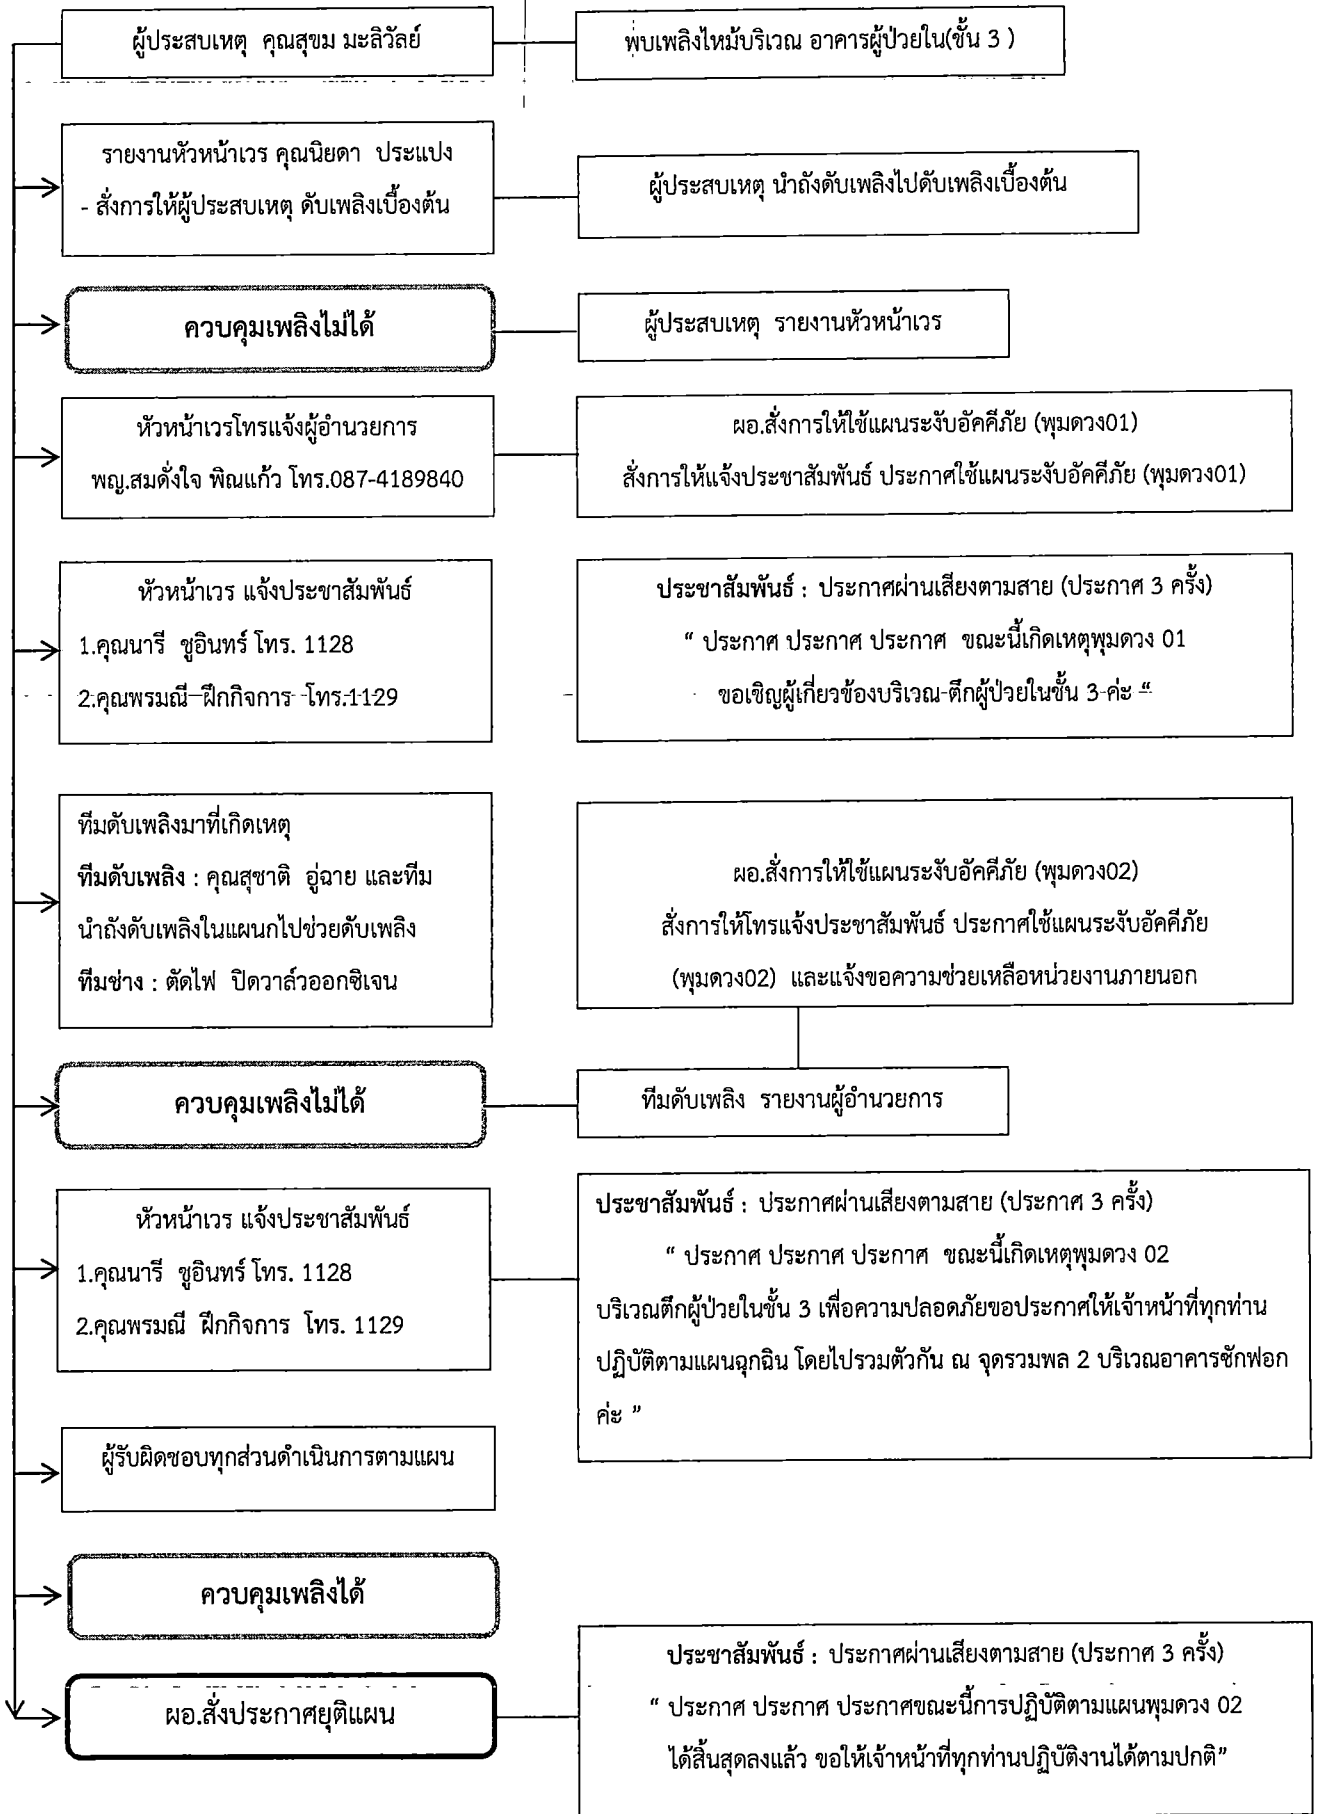 ผู้ประสบเหตุ คุณสุขม มะลิวัลย์
พบเพลิงไหม้บริเวณ อาคารผู้ป่วยใน(ชั้น 3 )
รายงานหัวหน้าเวร คุณนิยดา ประแปง
- สั่งการให้ผู้ประสบเหตุ ดับเพลิงเบื้องต้น
ผู้ประสบเหตุ นำถังดับเพลิงไปดับเพลิงเบื้องต้น
ควบคุมเพลิงไม่ได้
ผู้ประสบเหตุ รายงานหัวหน้าเวร
หัวหน้าเวรโทรแจ้งผู้อำนวยการ
พญ.สมดั่งใจ พิณแก้ว โทร.087-4189840
ผอ.สั่งการให้ใช้แผนระงับอัคคีภัย (พุมดวง01)
สั่งการให้แจ้งประชาสัมพันธ์ ประกาศใช้แผนระงับอัคคีภัย (พุมดวง01)
หัวหน้าเวร แจ้งประชาสัมพันธ์
1.คุณนารี ชูอินทร์ โทร. 1128
2.คุณพรมณี ฝึกกิจการ โทร.1129
ประชาสัมพันธ์ : ประกาศผ่านเสียงตามสาย (ประกาศ 3 ครั้ง)
“ ประกาศ ประกาศ ประกาศ ขณะนี้เกิดเหตุพุมดวง 01
ขอเชิญผู้เกี่ยวข้องบริเวณ ตึกผู้ป่วยในชั้น 3 ค่ะ “
ทีมดับเพลิงมาที่เกิดเหตุ
ทีมดับเพลิง : คุณสุชาติ อู่ฉาย และทีม
นำถังดับเพลิงในแผนกไปช่วยดับเพลิง
ทีมช่าง : ตัดไฟ ปิดวาล์วออกซิเจน
ผอ.สั่งการให้ใช้แผนระงับอัคคีภัย (พุมดวง02)
สั่งการให้โทรแจ้งประชาสัมพันธ์ ประกาศใช้แผนระงับอัคคีภัย
(พุมดวง02) และแจ้งขอความช่วยเหลือหน่วยงานภายนอก
ควบคุมเพลิงไม่ได้
ทีมดับเพลิง รายงานผู้อำนวยการ
หัวหน้าเวร แจ้งประชาสัมพันธ์
1.คุณนารี ชูอินทร์ โทร. 1128
2.คุณพรมณี ฝึกกิจการ โทร. 1129
ประชาสัมพันธ์ : ประกาศผ่านเสียงตามสาย (ประกาศ 3 ครั้ง)
“ ประกาศ ประกาศ ประกาศ ขณะนี้เกิดเหตุพุมดวง 02
บริเวณตึกผู้ป่วยในชั้น 3 เพื่อความปลอดภัยขอประกาศให้เจ้าหน้าที่ทุกท่าน
ปฏิบัติตามแผนฉุกฉิน โดยไปรวมตัวกัน ณ จุดรวมพล 2 บริเวณอาคารซักฟอก
ค่ะ ”
ผู้รับผิดชอบทุกส่วนดำเนินการตามแผน
ควบคุมเพลิงได้
ผอ.สั่งประกาศยุติแผน
ประชาสัมพันธ์ : ประกาศผ่านเสียงตามสาย (ประกาศ 3 ครั้ง)
“ ประกาศ ประกาศ ประกาศขณะนี้การปฏิบัติตามแผนพุมดวง 02
ได้สิ้นสุดลงแล้ว ขอให้เจ้าหน้าที่ทุกท่านปฏิบัติงานได้ตามปกติ”